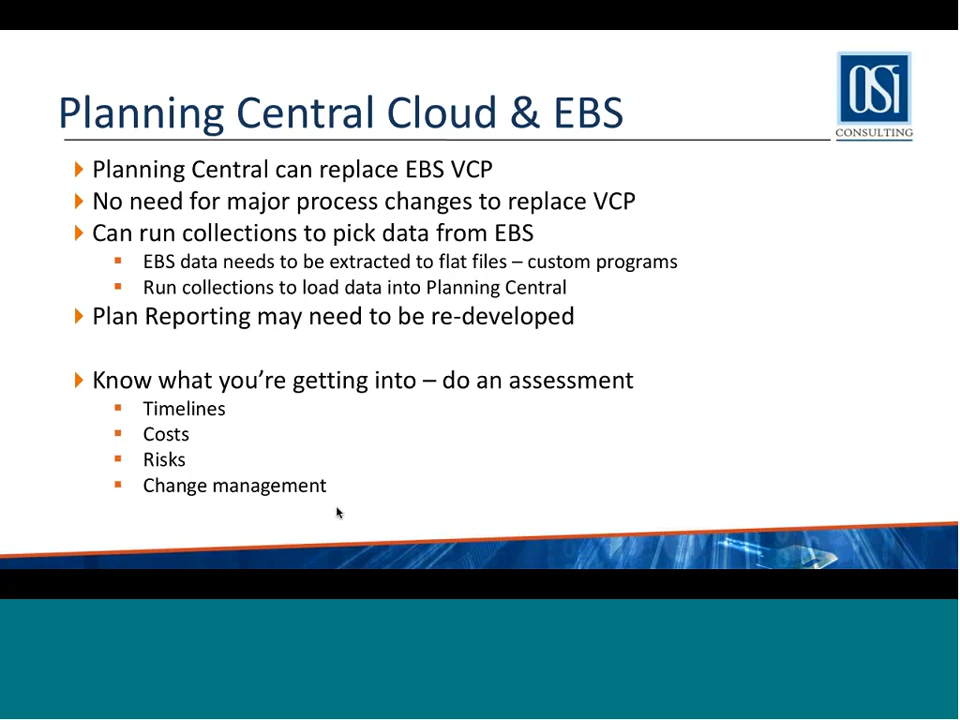 OSi
CONSULTING
Planning Central Cloud & EBS
Planning Central can replace EBS VCP
No need for major process changes to replace VCP
Can run collections to pick data from EBS
EBS data needs to be extracted to flat files – custom programs
Run collections to load data into Planning Central
Plan Reporting may need to be re-developed
Know what you’re getting into – do an assessment
Timelines
Costs
Risks
Change management